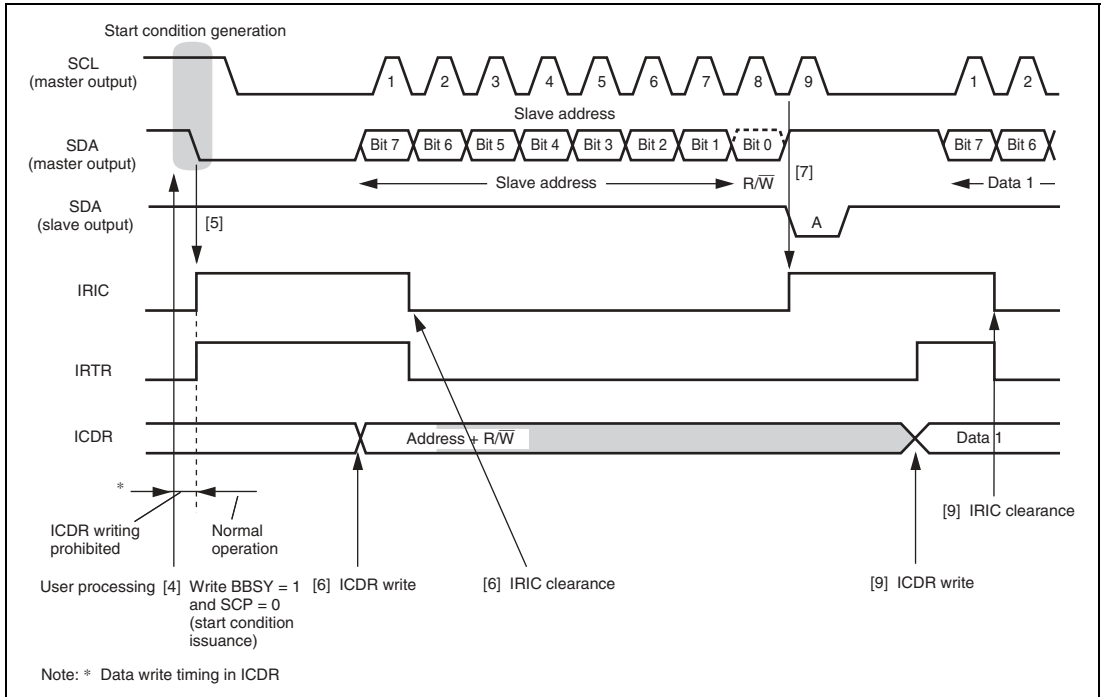 Start condition generation
SCL
(master output)
1 2 3 4 5 6 7 8 9 1 2
Slave address
SDA
(master output)
Bit 7 Bit 6 Bit 5 Bit 4 Bit 3 Bit 2 Bit 1 Bit 0 Bit 7 Bit 6
Slave address R/W̅ [7] Data 1
SDA
(slave output)
[5] A
IRIC
IRTR
ICDR Address + R/W̅ Data 1
*
ICDR writing
prohibited
Normal
operation
[9] IRIC clearance
User processing [4] Write BBSY = 1
and SCP = 0
(start condition
issuance)
[6] ICDR write [6] IRIC clearance [9] ICDR write
Note: * Data write timing in ICDR